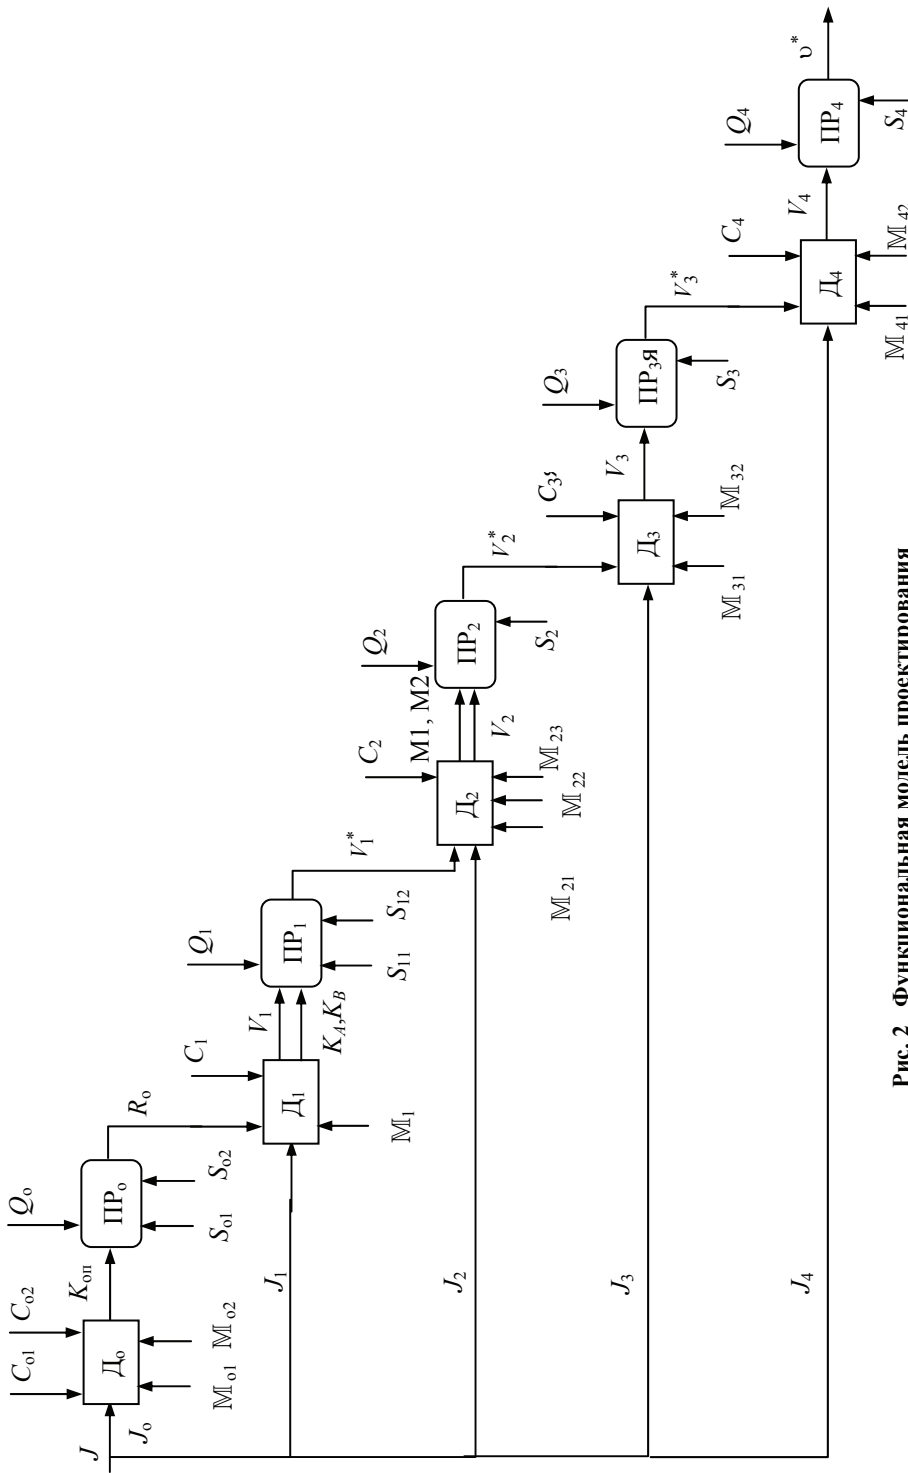 J
J₀
C₀₁
C₀₂
Д₀
𝕄₀₁
𝕄₀₂
Kоп
Q₀
ПР₀
S₀₁
S₀₂
R₀
J₁
C₁
Д₁
𝕄₁
V₁
K_A, K_B
Q₁
ПР₁
S₁₁
S₁₂
V₁*
J₂
C₂
Д₂
𝕄₂₁
𝕄₂₂
𝕄₂₃
М1, М2
V₂
Q₂
ПР₂
S₂
V₂*
J₃
C₃
Д₃
𝕄₃₁
𝕄₃₂
V₃
Q₃
ПР₃я
S₃
V₃*
J₄
C₄
Д₄
𝕄₄₁
𝕄₄₂
V₄
Q₄
ПР₄
S₄
υ*
Рис. 2 Функциональная модель проектирования